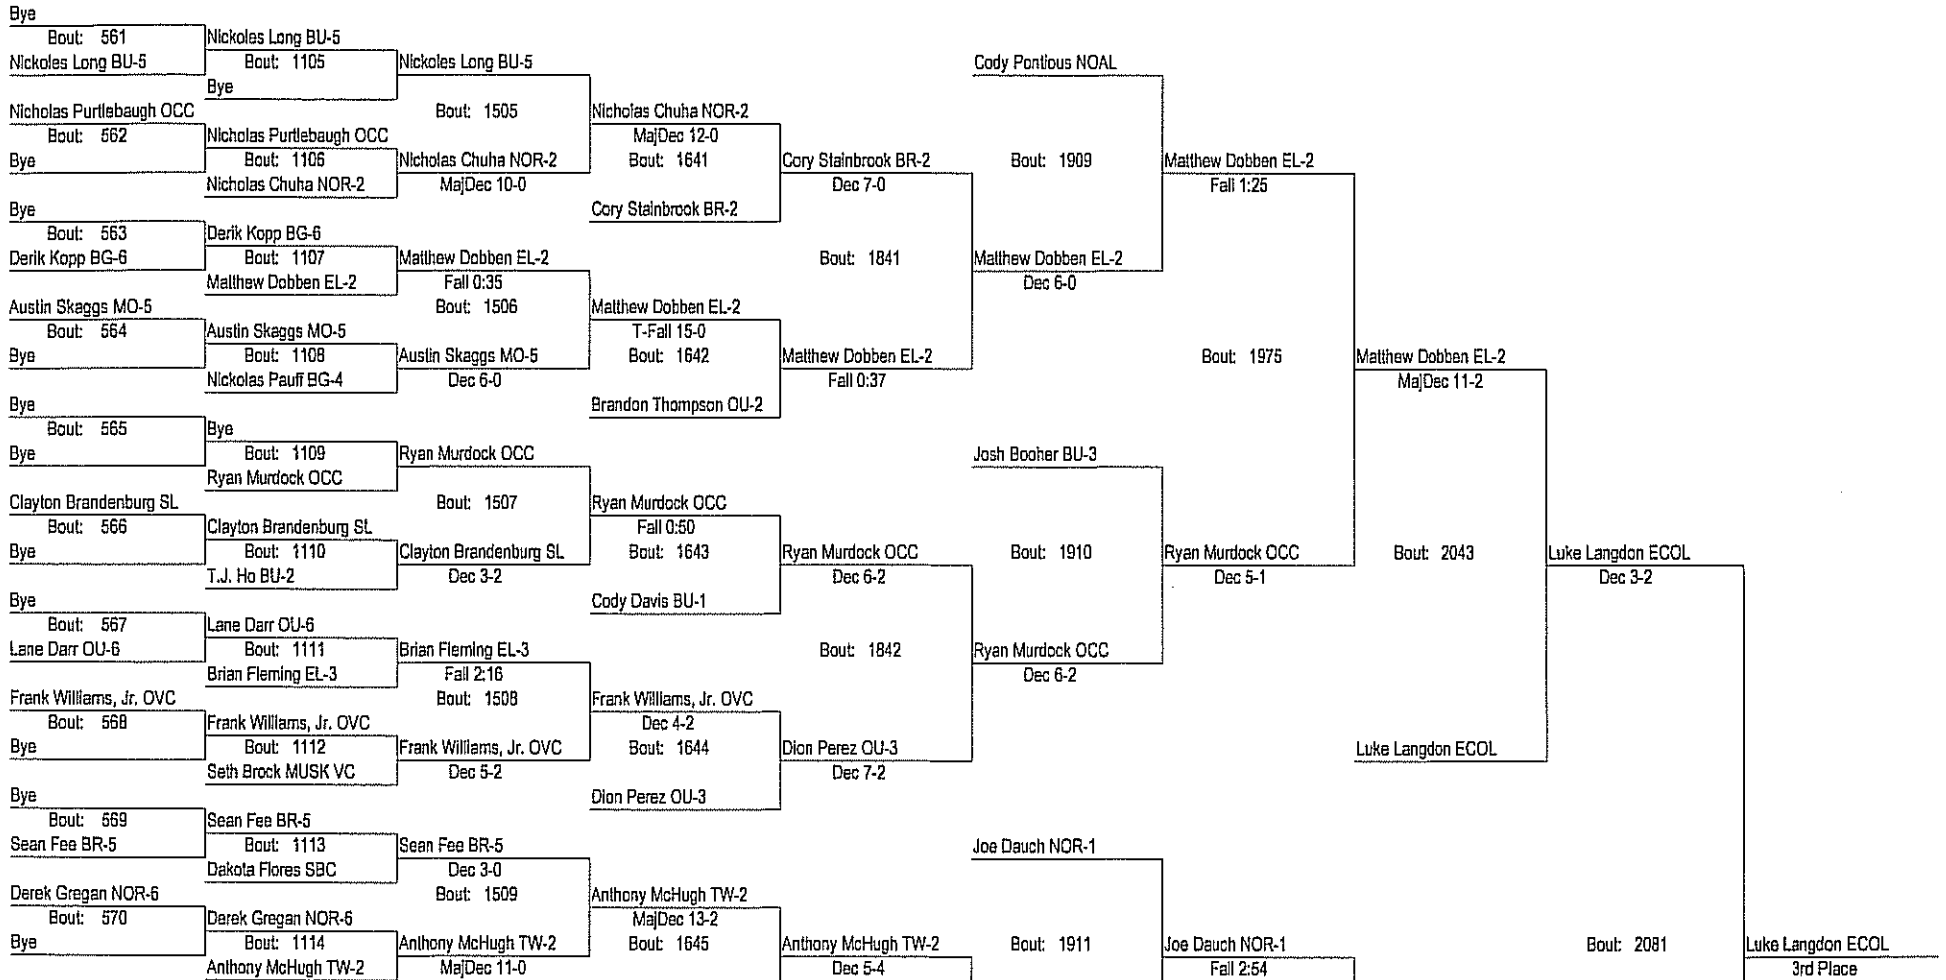 Bye
Bout: 561
Nickoles Long BU-5
Nickoles Long BU-5
Bout: 1105
Bye
Nickoles Long BU-5
Nicholas Purtlebaugh OCC
Bout: 562
Bye
Nicholas Purtlebaugh OCC
Bout: 1106
Nicholas Chuha NOR-2
Bout: 1505
Nicholas Chuha NOR-2
MajDec 10-0
Nicholas Chuha NOR-2
MajDec 12-0
Bout: 1641
Cory Stainbrook BR-2
Cory Stainbrook BR-2
Dec 7-0
Cody Pontious NOAL
Bout: 1909
Matthew Dobben EL-2
Fall 1:25
Bye
Bout: 563
Derik Kopp BG-6
Derik Kopp BG-6
Bout: 1107
Matthew Dobben EL-2
Matthew Dobben EL-2
Fall 0:35
Bout: 1506
Bout: 1841
Matthew Dobben EL-2
Dec 6-0
Austin Skaggs MO-5
Bout: 564
Bye
Austin Skaggs MO-5
Bout: 1108
Nickolas Pauff BG-4
Austin Skaggs MO-5
Dec 6-0
Matthew Dobben EL-2
T-Fall 15-0
Bout: 1642
Brandon Thompson OU-2
Matthew Dobben EL-2
Fall 0:37
Bout: 1975
Matthew Dobben EL-2
MajDec 11-2
Bye
Bout: 565
Bye
Bye
Bout: 1109
Ryan Murdock OCC
Ryan Murdock OCC
Josh Booher BU-3
Clayton Brandenburg SL
Bout: 566
Bye
Clayton Brandenburg SL
Bout: 1110
T.J. Ho BU-2
Bout: 1507
Clayton Brandenburg SL
Dec 3-2
Ryan Murdock OCC
Fall 0:50
Bout: 1643
Cody Davis BU-1
Ryan Murdock OCC
Dec 6-2
Bout: 1910
Ryan Murdock OCC
Dec 5-1
Bout: 2043
Luke Langdon ECOL
Dec 3-2
Bye
Bout: 567
Lane Darr OU-6
Lane Darr OU-6
Bout: 1111
Brian Fleming EL-3
Brian Fleming EL-3
Fall 2:16
Bout: 1508
Bout: 1842
Ryan Murdock OCC
Dec 6-2
Frank Williams, Jr. OVC
Bout: 568
Bye
Frank Williams, Jr. OVC
Bout: 1112
Seth Brock MUSK VC
Frank Williams, Jr. OVC
Dec 5-2
Frank Williams, Jr. OVC
Dec 4-2
Bout: 1644
Dion Perez OU-3
Dion Perez OU-3
Dec 7-2
Luke Langdon ECOL
Bye
Bout: 569
Sean Fee BR-5
Sean Fee BR-5
Bout: 1113
Dakota Flores SBC
Sean Fee BR-5
Dec 3-0
Bout: 1509
Joe Dauch NOR-1
Derek Gregan NOR-6
Bout: 570
Bye
Derek Gregan NOR-6
Bout: 1114
Anthony McHugh TW-2
Anthony McHugh TW-2
MajDec 11-0
Anthony McHugh TW-2
MajDec 13-2
Bout: 1645
Anthony McHugh TW-2
Dec 5-4
Bout: 1911
Joe Dauch NOR-1
Fall 2:54
Bout: 2081
Luke Langdon ECOL
3rd Place